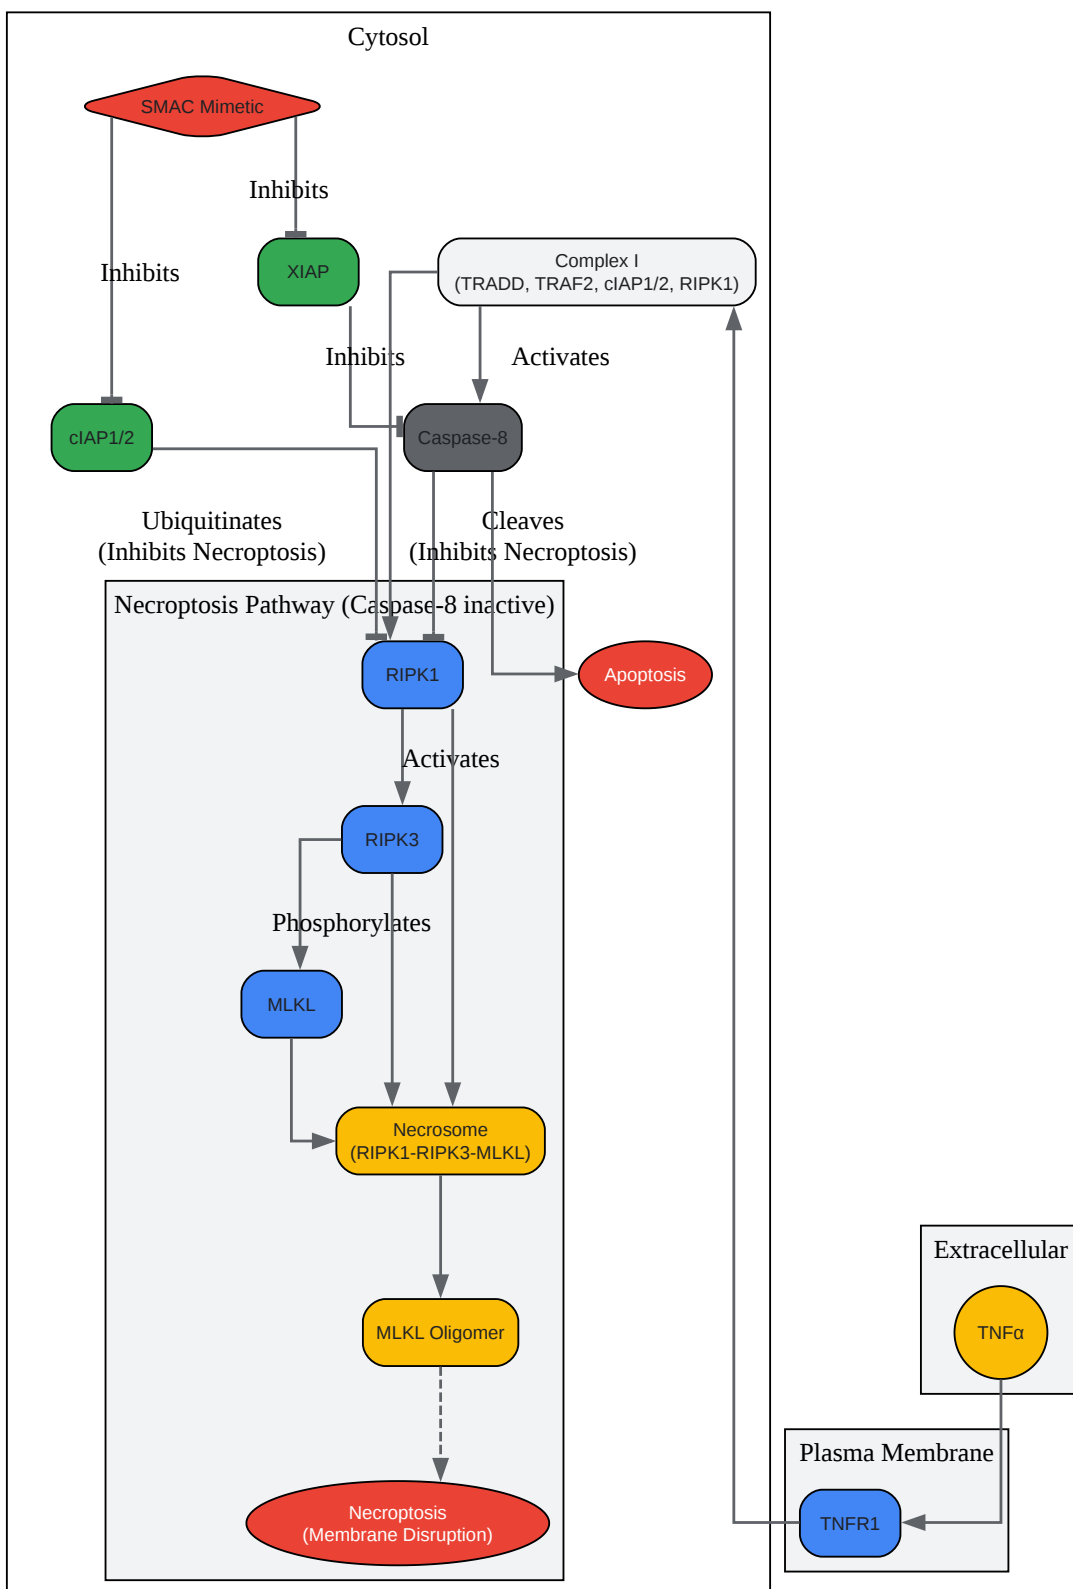 Cytosol
SMAC Mimetic
Inhibits
XIAP
Complex I
(TRADD, TRAF2, cIAP1/2, RIPK1)
Inhibits
Inhibits
Activates
cIAP1/2
Caspase-8
Ubiquitinates
(Inhibits Necroptosis)
Cleaves
(Inhibits Necroptosis)
Necroptosis Pathway (Caspase-8 inactive)
RIPK1
Apoptosis
Activates
RIPK3
Phosphorylates
MLKL
Necrosome
(RIPK1-RIPK3-MLKL)
Extracellular
MLKL Oligomer
TNFα
Plasma Membrane
Necroptosis
(Membrane Disruption)
TNFR1